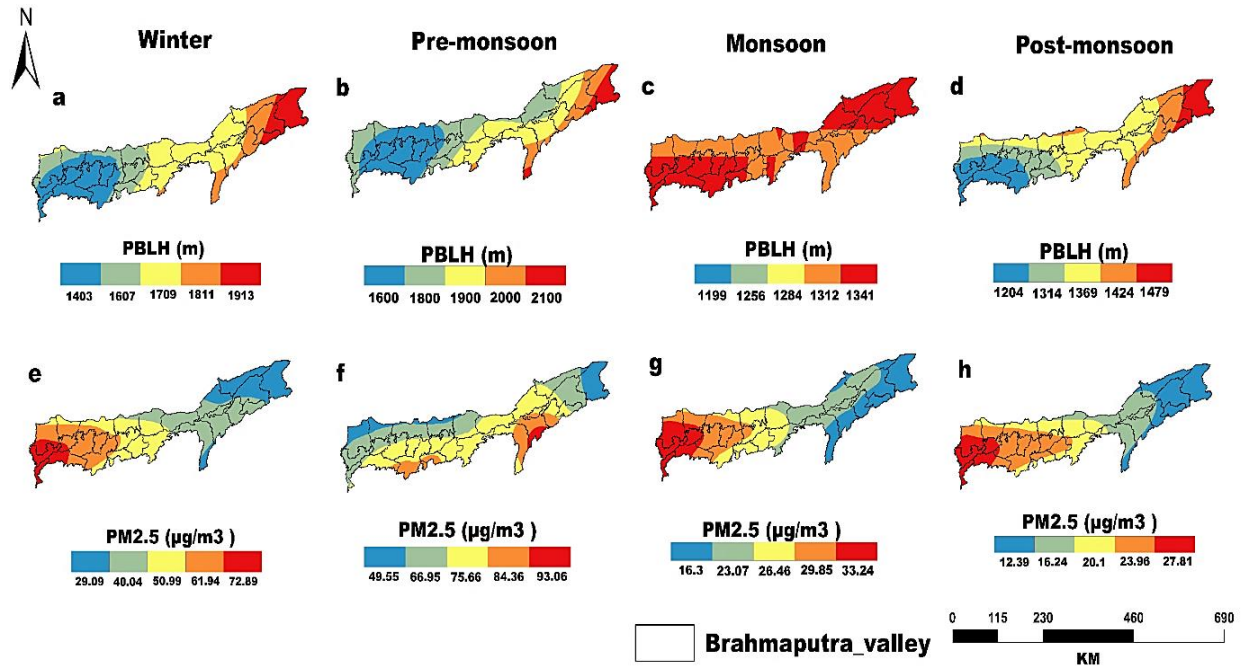 N
Winter
Pre-monsoon
Monsoon
Post-monsoon
a
b
c
d
PBLH (m)
1403 1607 1709 1811 1913
PBLH (m)
1600 1800 1900 2000 2100
PBLH (m)
1199 1256 1284 1312 1341
PBLH (m)
1204 1314 1369 1424 1479
e
f
g
h
PM2.5 (µg/m3 )
29.09 40.04 50.99 61.94 72.89
PM2.5 (µg/m3 )
49.55 66.95 75.66 84.36 93.06
PM2.5 (µg/m3 )
16.3 23.07 26.46 29.85 33.24
PM2.5 (µg/m3 )
12.39 16.24 20.1 23.96 27.81
Brahmaputra_valley
0 115 230 460 690
KM